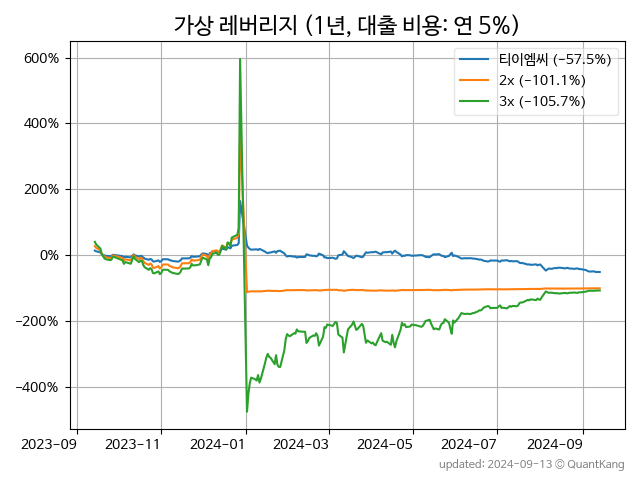 가상 레버리지 (1년, 대출 비용: 연 5%)
600%
400%
200%
0%
−200%
−400%
티이엠씨 (-57.5%)
2x (-101.1%)
3x (-105.7%)
2023-09
2023-11
2024-01
2024-03
2024-05
2024-07
2024-09
updated: 2024-09-13 © QuantKang